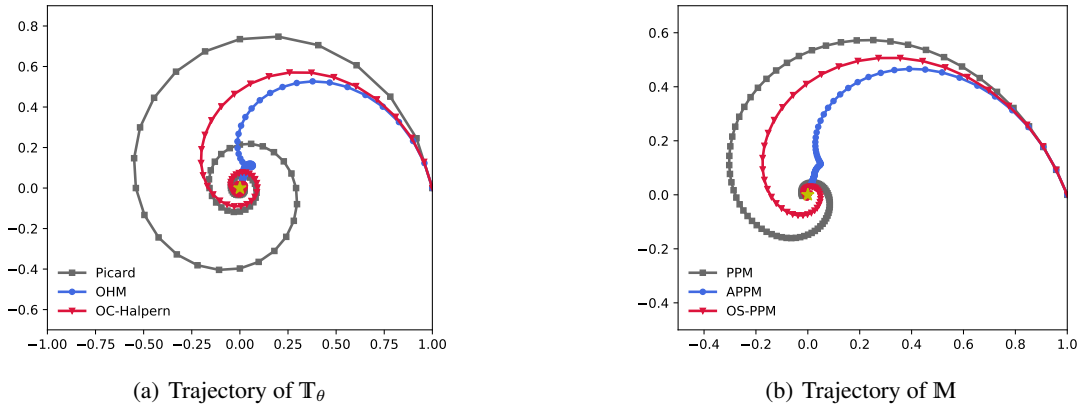 0.8
0.6
0.4
0.2
0.0
−0.2
−0.4
−0.6
Picard
OHM
OC-Halpern
−1.00 −0.75 −0.50 −0.25 0.00 0.25 0.50 0.75 1.00
(a) Trajectory of 𝕋θ
0.6
0.4
0.2
0.0
−0.2
−0.4
PPM
APPM
OS-PPM
−0.4 −0.2 0.0 0.2 0.4 0.6 0.8 1.0
(b) Trajectory of 𝕄